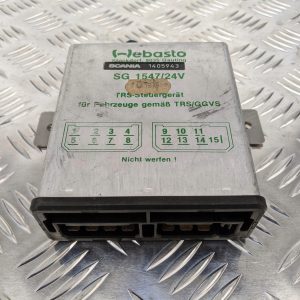 Webasto
SCANIA 1405943
SG 1547/24V
TRS-Steuergerät
für Fahrzeuge gemäß TRS/GGVS
1 2 3 4 9 10 11
5 6 7 8 12 13 14 15
Nicht werfen !